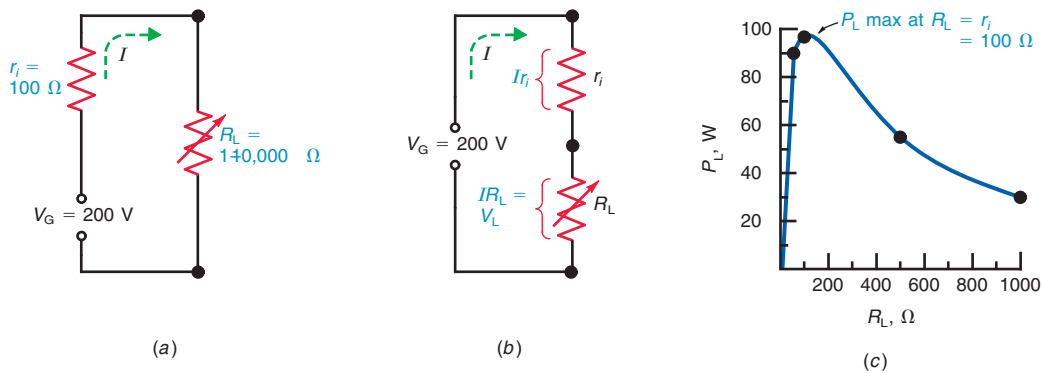 I
r_i =
100 Ω
R_L =
1–10,000 Ω
V_G = 200 V
(a)
I
Ir_i
r_i
V_G = 200 V
IR_L =
V_L
R_L
(b)
P_L max at R_L = r_i
= 100 Ω
100
80
60
40
20
P_L, W
200 400 600 800 1000
R_L, Ω
(c)